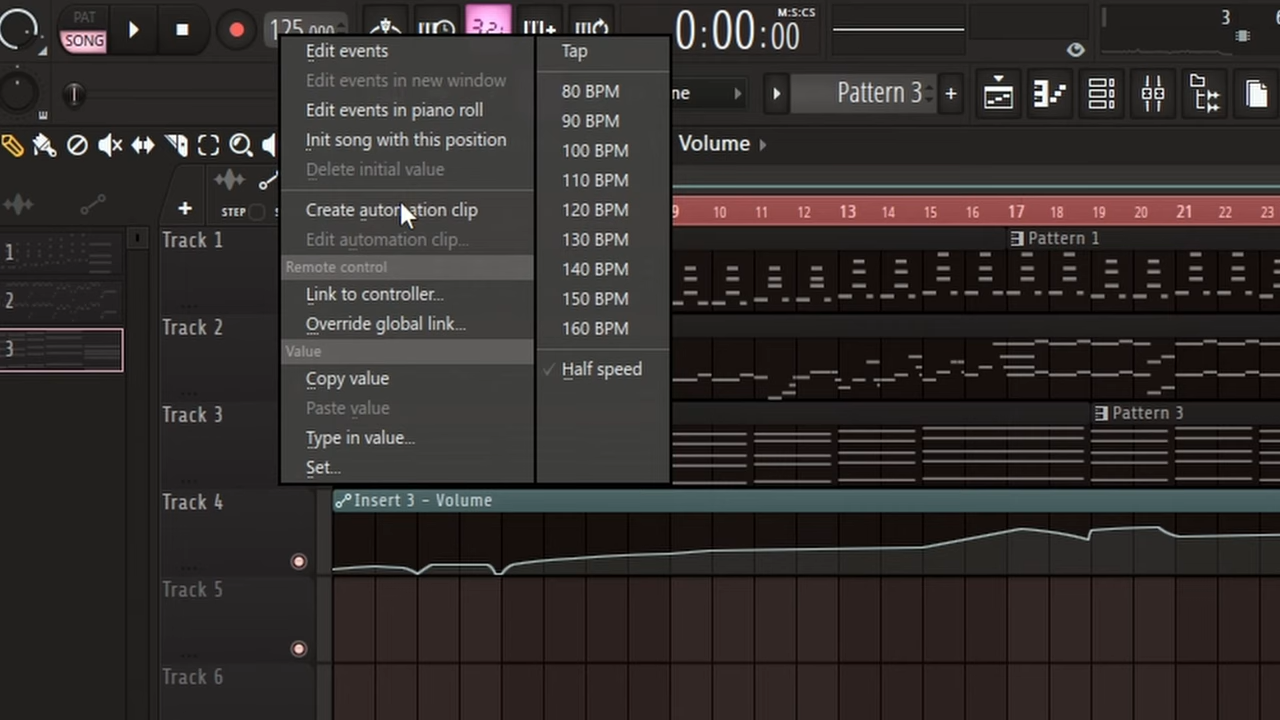 PAT
SONG
125.000
3.2.
0:00:00
M:S:CS
3
ne
Pattern 3
Volume
Edit events
Edit events in new window
Edit events in piano roll
Init song with this position
Delete initial value
Create automation clip
Edit automation clip...
Remote control
Link to controller...
Override global link...
Value
Copy value
Paste value
Type in value...
Set...
Tap
80 BPM
90 BPM
100 BPM
110 BPM
120 BPM
130 BPM
140 BPM
150 BPM
160 BPM
Half speed
STEP
9 10 11 12 13 14 15 16 17 18 19 20 21 22 23
1
2
3
Track 1
Pattern 1
Track 2
Track 3
Pattern 3
Track 4
Insert 3 - Volume
Track 5
Track 6